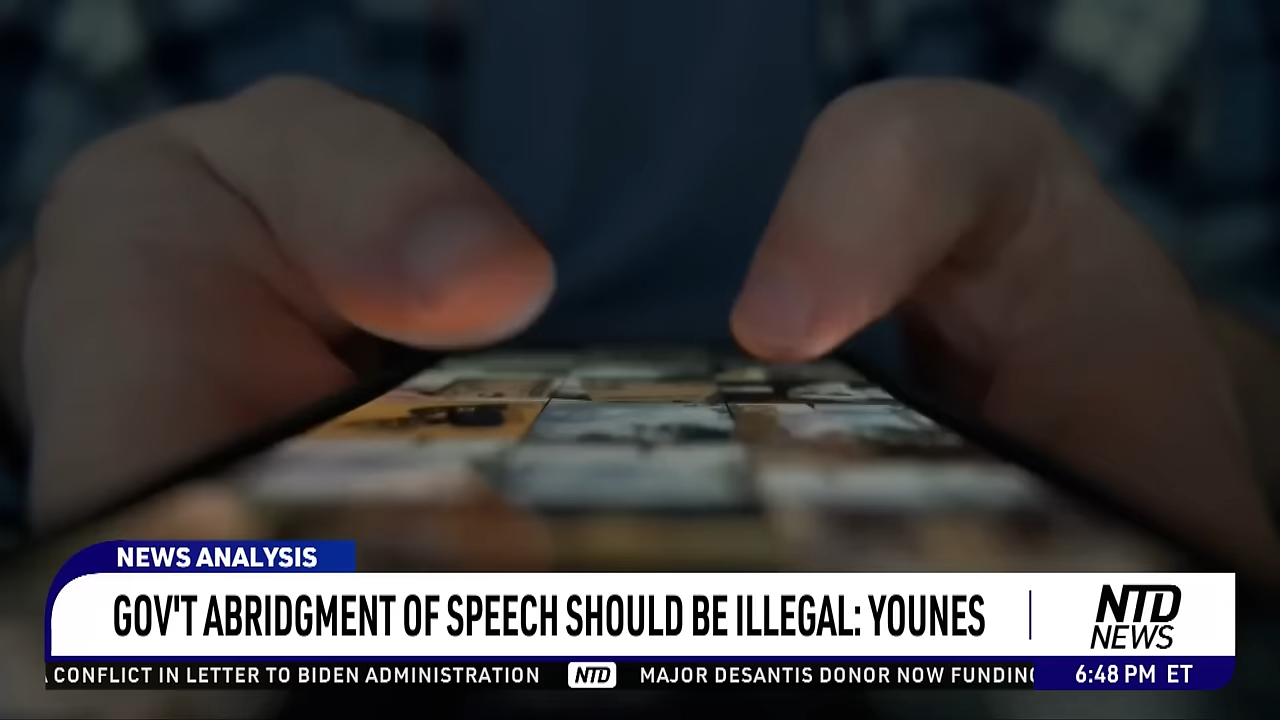 NEWS ANALYSIS
GOV'T ABRIDGMENT OF SPEECH SHOULD BE ILLEGAL: YOUNES
NTD
NEWS
CONFLICT IN LETTER TO BIDEN ADMINISTRATION NTD MAJOR DESANTIS DONOR NOW FUNDING
6:48 PM ET